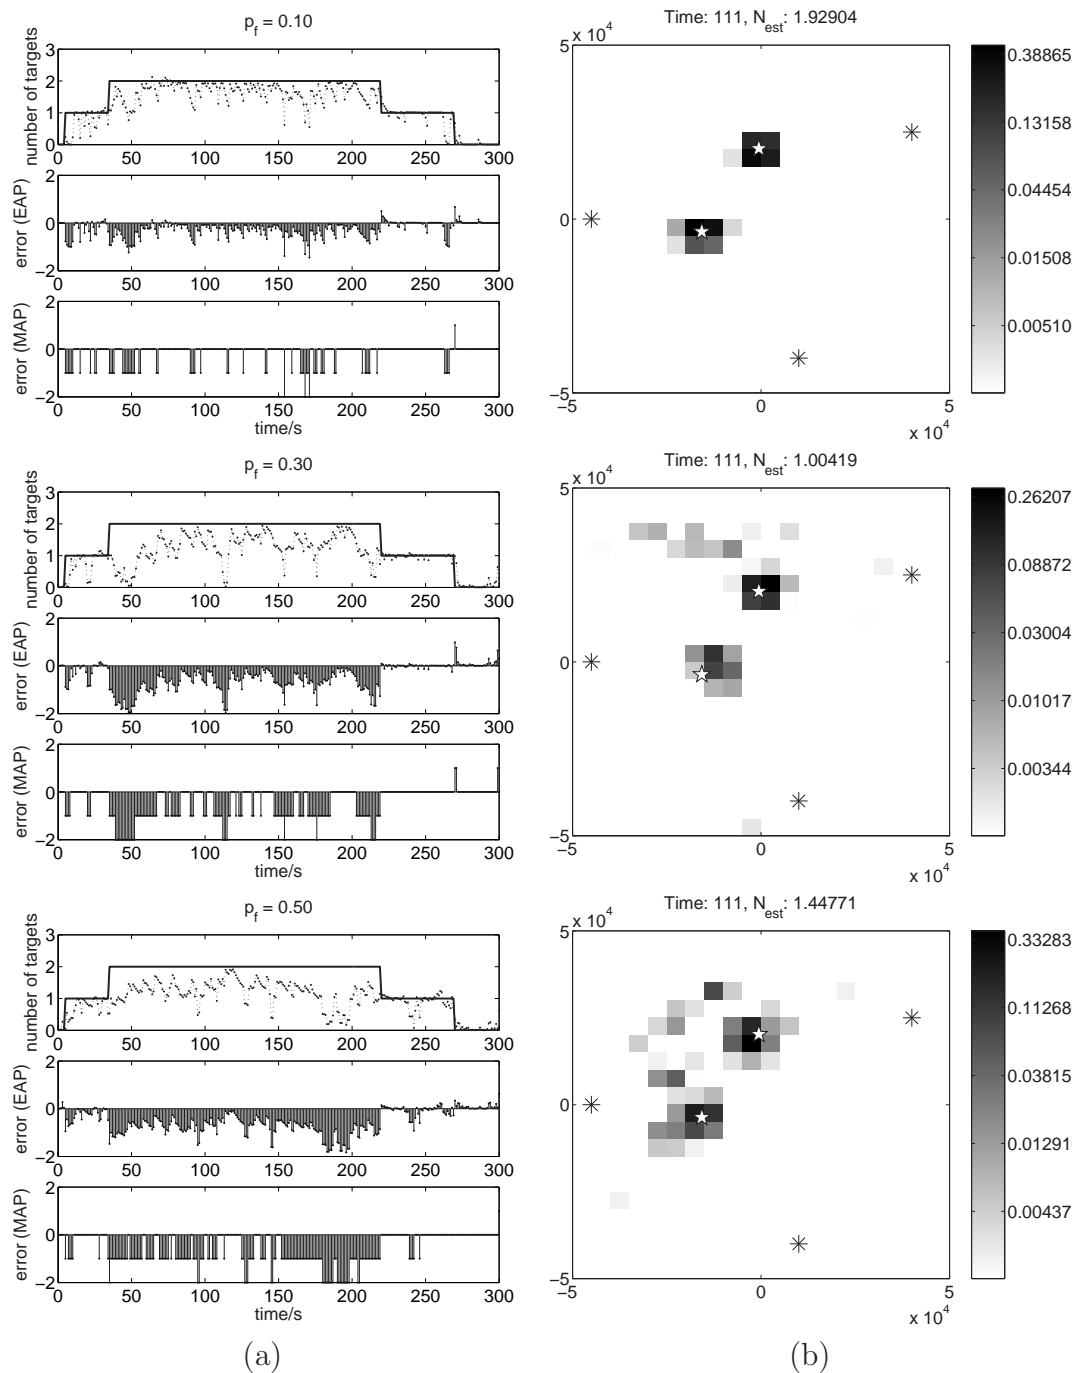 p_f = 0.10
number of targets
3
2
1
0
0 50 100 150 200 250 300
error (EAP)
2
0
−2
0 50 100 150 200 250 300
error (MAP)
2
0
−2
0 50 100 150 200 250 300
time/s
Time: 111, N_est: 1.92904
x 10^4
5
0
−5
−5 0 5
x 10^4
0.38865
0.13158
0.04454
0.01508
0.00510
p_f = 0.30
number of targets
3
2
1
0
0 50 100 150 200 250 300
error (EAP)
2
0
−2
0 50 100 150 200 250 300
error (MAP)
2
0
−2
0 50 100 150 200 250 300
time/s
Time: 111, N_est: 1.00419
x 10^4
5
0
−5
−5 0 5
x 10^4
0.26207
0.08872
0.03004
0.01017
0.00344
p_f = 0.50
number of targets
3
2
1
0
0 50 100 150 200 250 300
error (EAP)
2
0
−2
0 50 100 150 200 250 300
error (MAP)
2
0
−2
0 50 100 150 200 250 300
time/s
Time: 111, N_est: 1.44771
x 10^4
5
0
−5
−5 0 5
x 10^4
0.33283
0.11268
0.03815
0.01291
0.00437
(a)
(b)